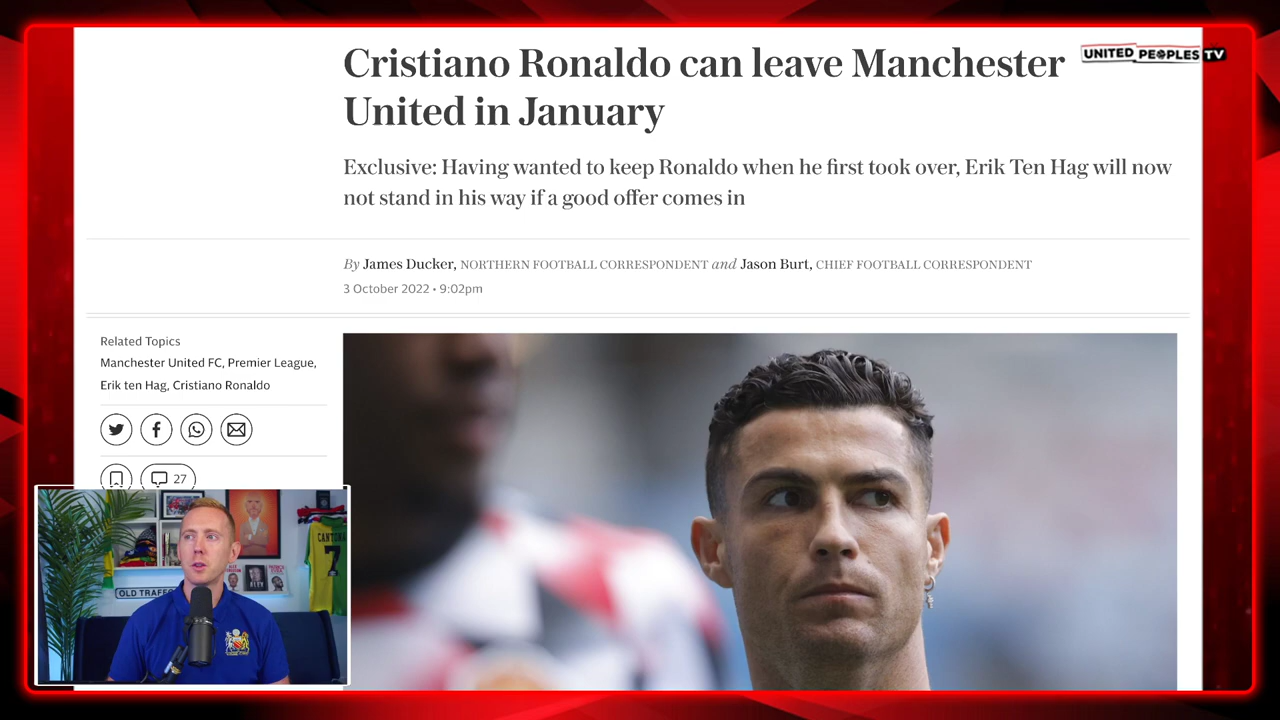 UNITED PEOPLES TV
Cristiano Ronaldo can leave Manchester
United in January
Exclusive: Having wanted to keep Ronaldo when he first took over, Erik Ten Hag will now
not stand in his way if a good offer comes in
By James Ducker, NORTHERN FOOTBALL CORRESPONDENT and Jason Burt, CHIEF FOOTBALL CORRESPONDENT
3 October 2022 • 9:02pm
Related Topics
Manchester United FC, Premier League,
Erik ten Hag, Cristiano Ronaldo
27
CANTONA
7
OLD TRAFF